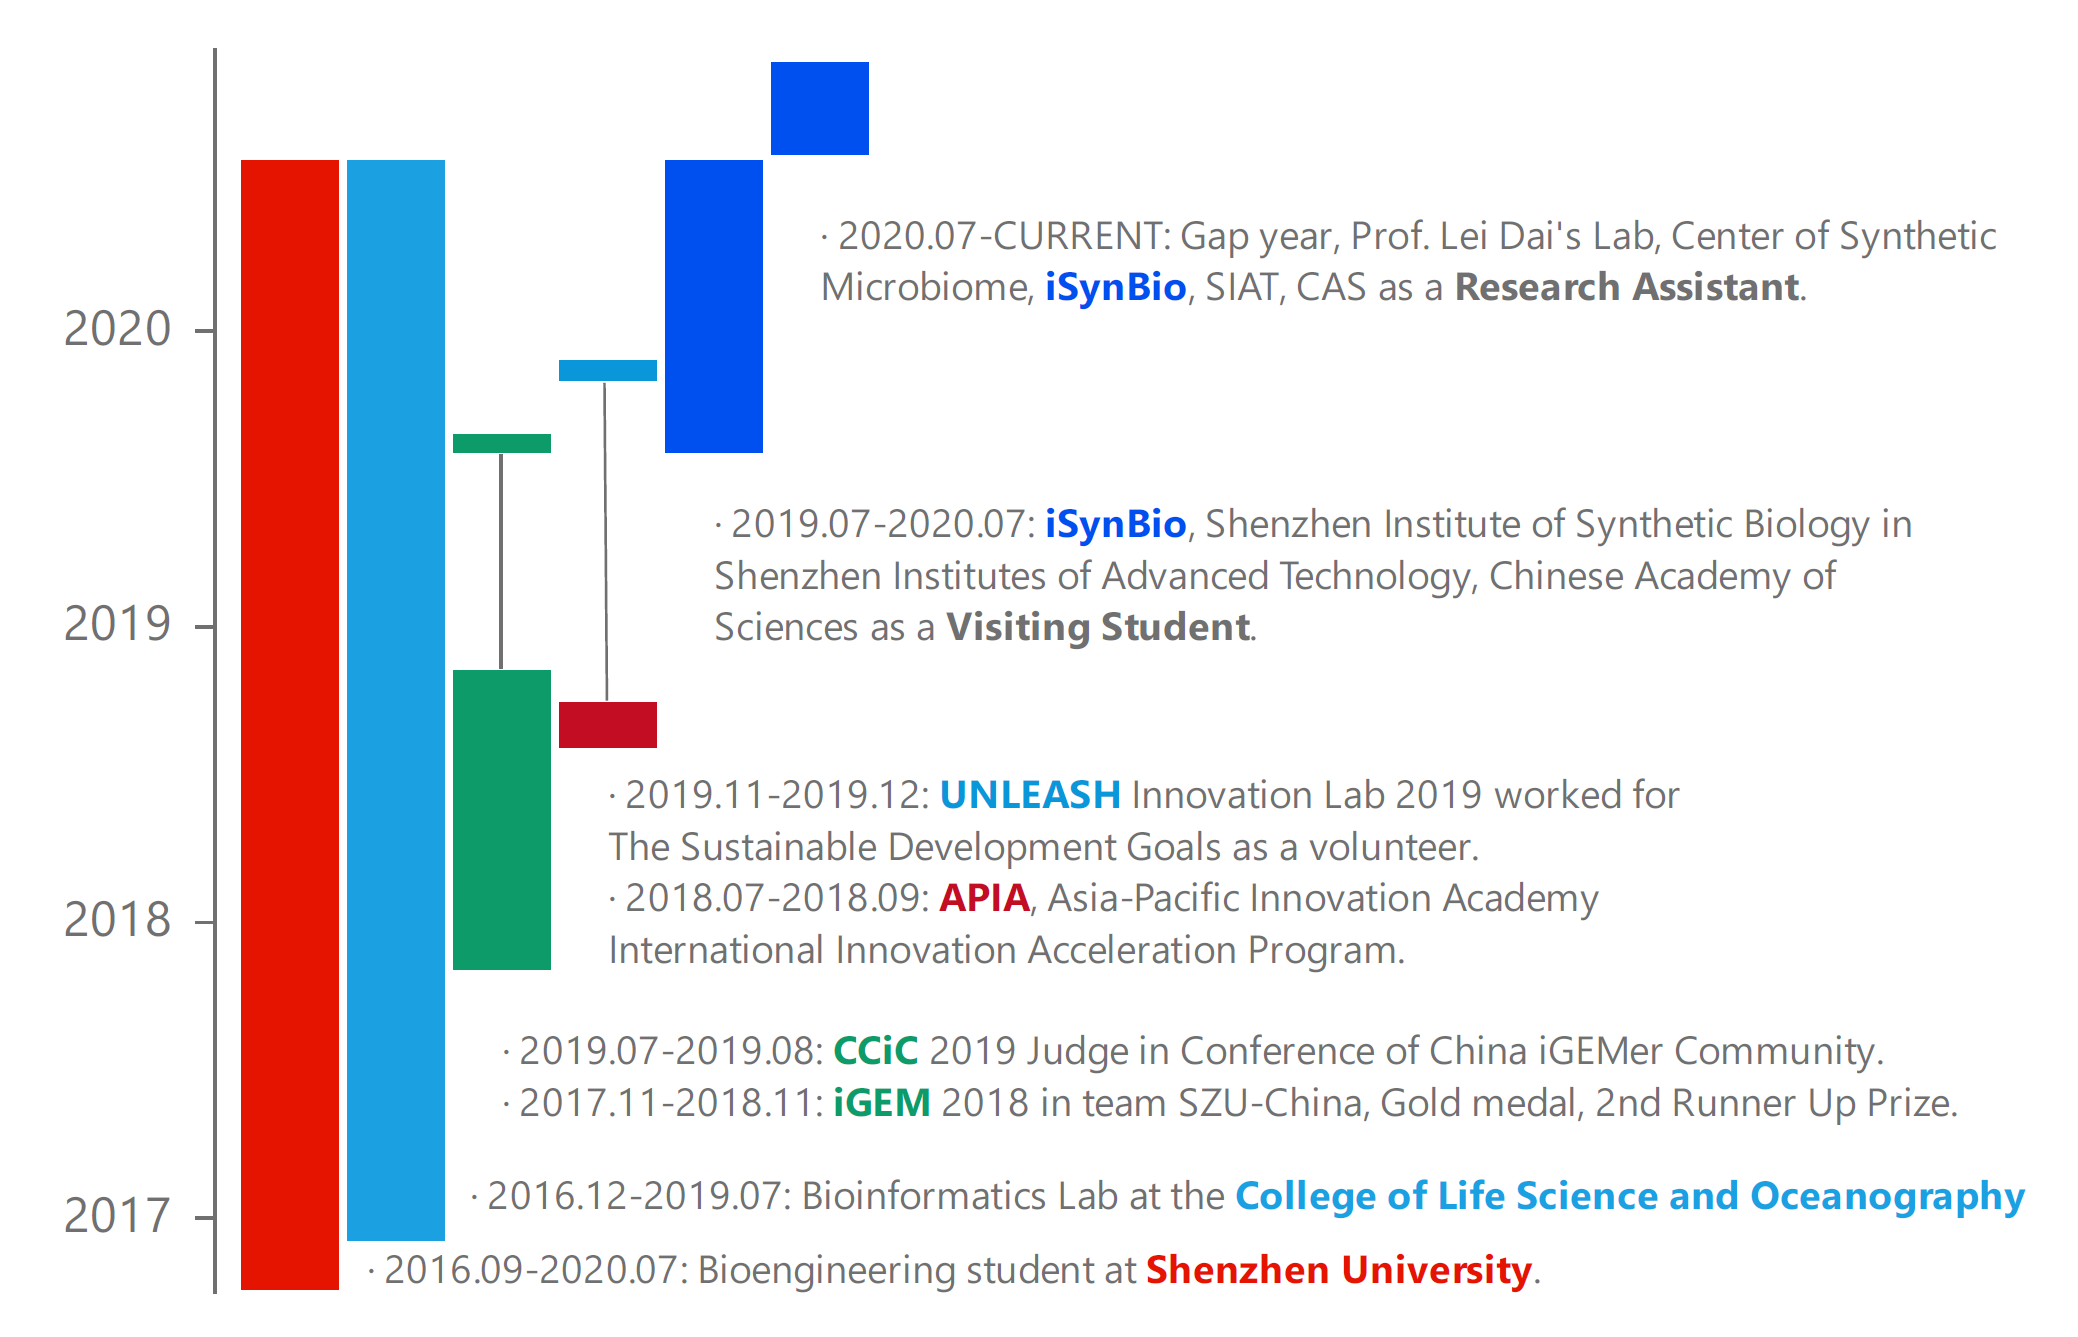 · 2020.07-CURRENT: Gap year, Prof. Lei Dai's Lab, Center of Synthetic
Microbiome, iSynBio, SIAT, CAS as a Research Assistant.
2020
· 2019.07-2020.07: iSynBio, Shenzhen Institute of Synthetic Biology in
Shenzhen Institutes of Advanced Technology, Chinese Academy of
Sciences as a Visiting Student.
2019
· 2019.11-2019.12: UNLEASH Innovation Lab 2019 worked for
The Sustainable Development Goals as a volunteer.
· 2018.07-2018.09: APIA, Asia-Pacific Innovation Academy
International Innovation Acceleration Program.
2018
· 2019.07-2019.08: CCiC 2019 Judge in Conference of China iGEMer Community.
· 2017.11-2018.11: iGEM 2018 in team SZU-China, Gold medal, 2nd Runner Up Prize.
· 2016.12-2019.07: Bioinformatics Lab at the College of Life Science and Oceanography
2017
· 2016.09-2020.07: Bioengineering student at Shenzhen University.